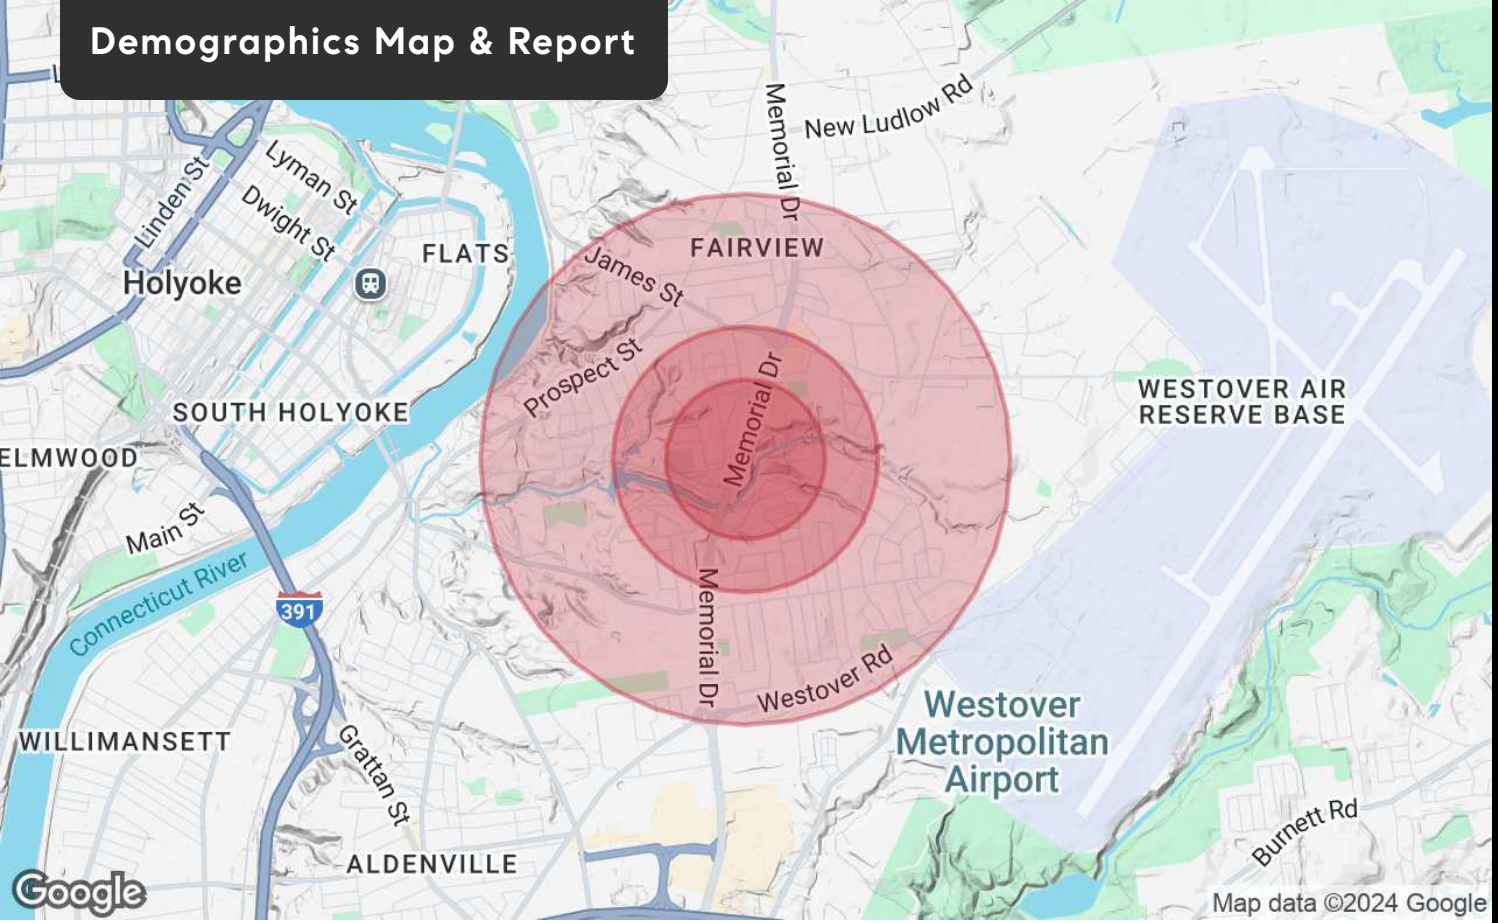 Demographics Map & Report
Memorial Dr
New Ludlow Rd
Lyman St
Linden St
Dwight St
FLATS
FAIRVIEW
James St
Holyoke
Prospect St
Memorial Dr
WESTOVER AIR
RESERVE BASE
SOUTH HOLYOKE
ELMWOOD
Main St
Connecticut River
391
Memorial Dr
Westover Rd
Westover
Metropolitan
Airport
WILLIMANSETT
Grattan St
Burnett Rd
ALDENVILLE
Google
Map data ©2024 Google